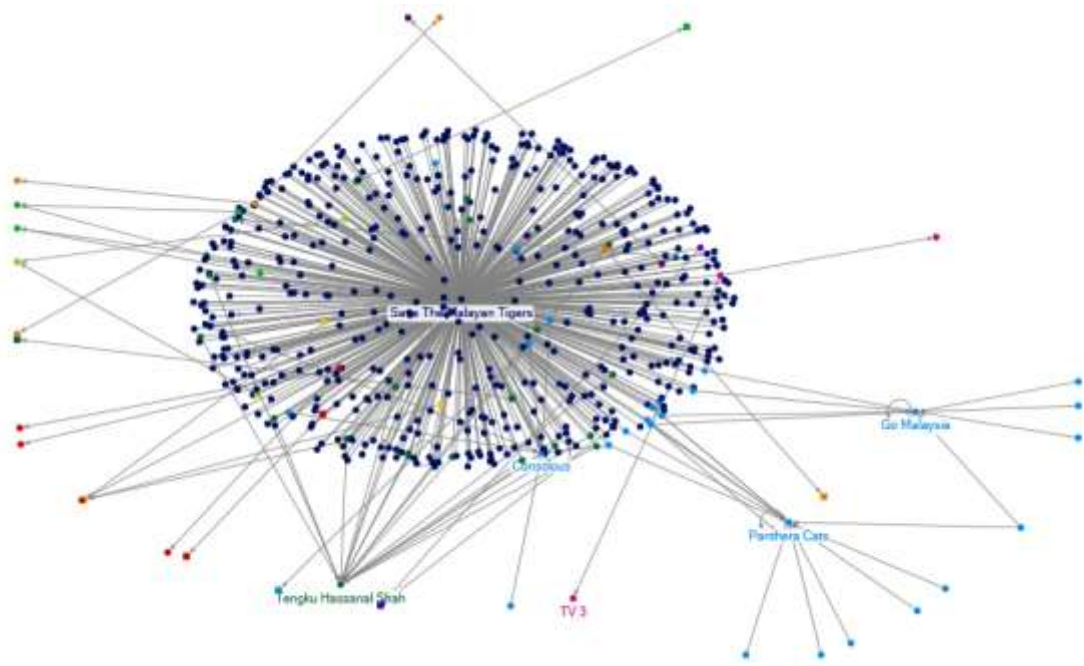 Save The Malayan Tigers
Go Malaysia
Conscious
Panthera Cats
Tengku Hassanal Shah
TV 3